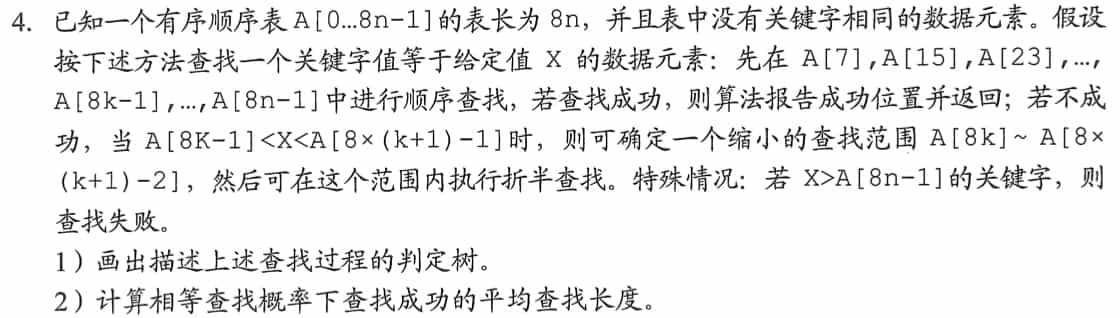 4. 已知一个有序顺序表A[0…8n-1]的表长为 8n，并且表中没有关键字相同的数据元素。假设
按下述方法查找一个关键字值等于给定值 X 的数据元素：先在 A[7],A[15],A[23],…,
A[8k-1],…,A[8n-1]中进行顺序查找，若查找成功，则算法报告成功位置并返回；若不成
功，当 A[8K-1]<X<A[8×(k+1)-1]时，则可确定一个缩小的查找范围 A[8k]~ A[8×
(k+1)-2]，然后可在这个范围内执行折半查找。特殊情况：若 X>A[8n-1]的关键字，则
查找失败。
1）画出描述上述查找过程的判定树。
2）计算相等查找概率下查找成功的平均查找长度。